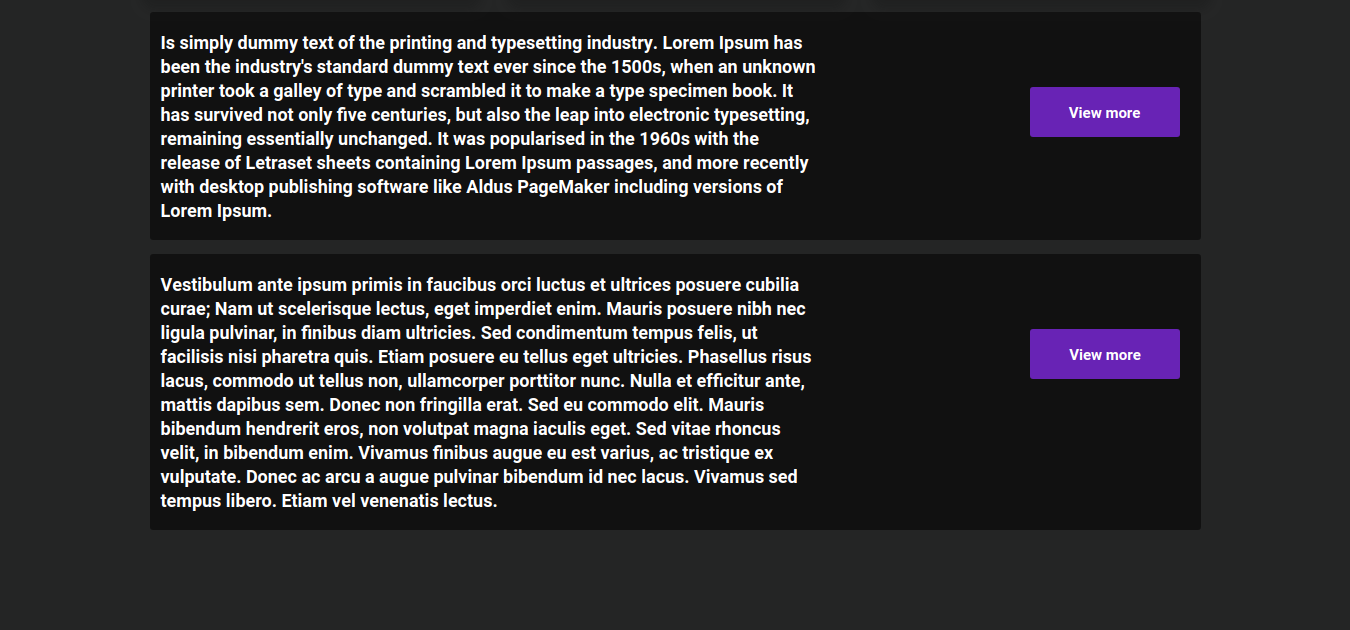 Is simply dummy text of the printing and typesetting industry. Lorem Ipsum has
been the industry's standard dummy text ever since the 1500s, when an unknown
printer took a galley of type and scrambled it to make a type specimen book. It
has survived not only five centuries, but also the leap into electronic typesetting,
remaining essentially unchanged. It was popularised in the 1960s with the
release of Letraset sheets containing Lorem Ipsum passages, and more recently
with desktop publishing software like Aldus PageMaker including versions of
Lorem Ipsum.
View more
Vestibulum ante ipsum primis in faucibus orci luctus et ultrices posuere cubilia
curae; Nam ut scelerisque lectus, eget imperdiet enim. Mauris posuere nibh nec
ligula pulvinar, in finibus diam ultricies. Sed condimentum tempus felis, ut
facilisis nisi pharetra quis. Etiam posuere eu tellus eget ultricies. Phasellus risus
lacus, commodo ut tellus non, ullamcorper porttitor nunc. Nulla et efficitur ante,
mattis dapibus sem. Donec non fringilla erat. Sed eu commodo elit. Mauris
bibendum hendrerit eros, non volutpat magna iaculis eget. Sed vitae rhoncus
velit, in bibendum enim. Vivamus finibus augue eu est varius, ac tristique ex
vulputate. Donec ac arcu a augue pulvinar bibendum id nec lacus. Vivamus sed
tempus libero. Etiam vel venenatis lectus.
View more